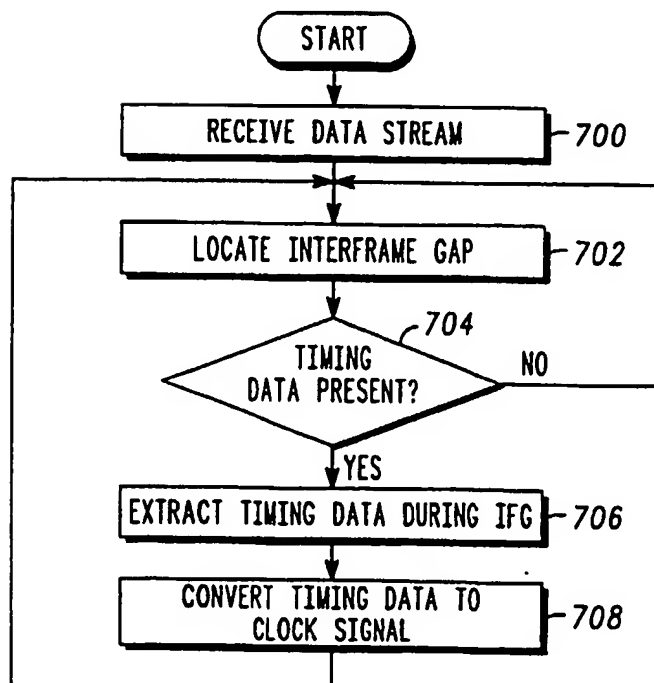 START
RECEIVE DATA STREAM
700
LOCATE INTERFRAME GAP
702
704
TIMING
DATA PRESENT?
NO
YES
EXTRACT TIMING DATA DURING IFG
706
CONVERT TIMING DATA TO
CLOCK SIGNAL
708